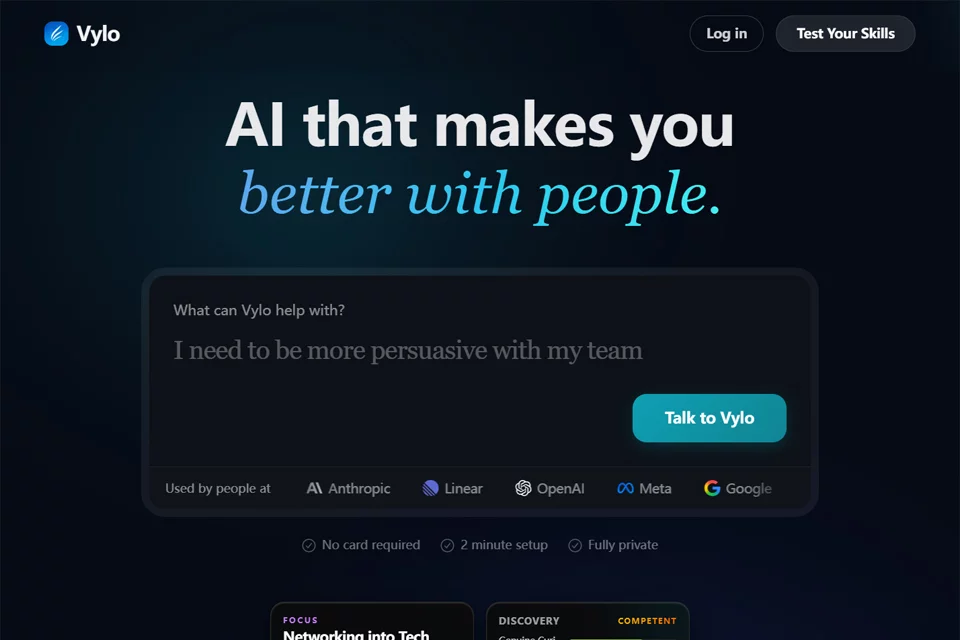 Vylo
Log in
Test Your Skills
AI that makes you
better with people.
What can Vylo help with?
I need to be more persuasive with my team
Talk to Vylo
Used by people at
Anthropic
Linear
OpenAI
Meta
Google
No card required
2 minute setup
Fully private
FOCUS
Networking into Tech
DISCOVERY
COMPETENT